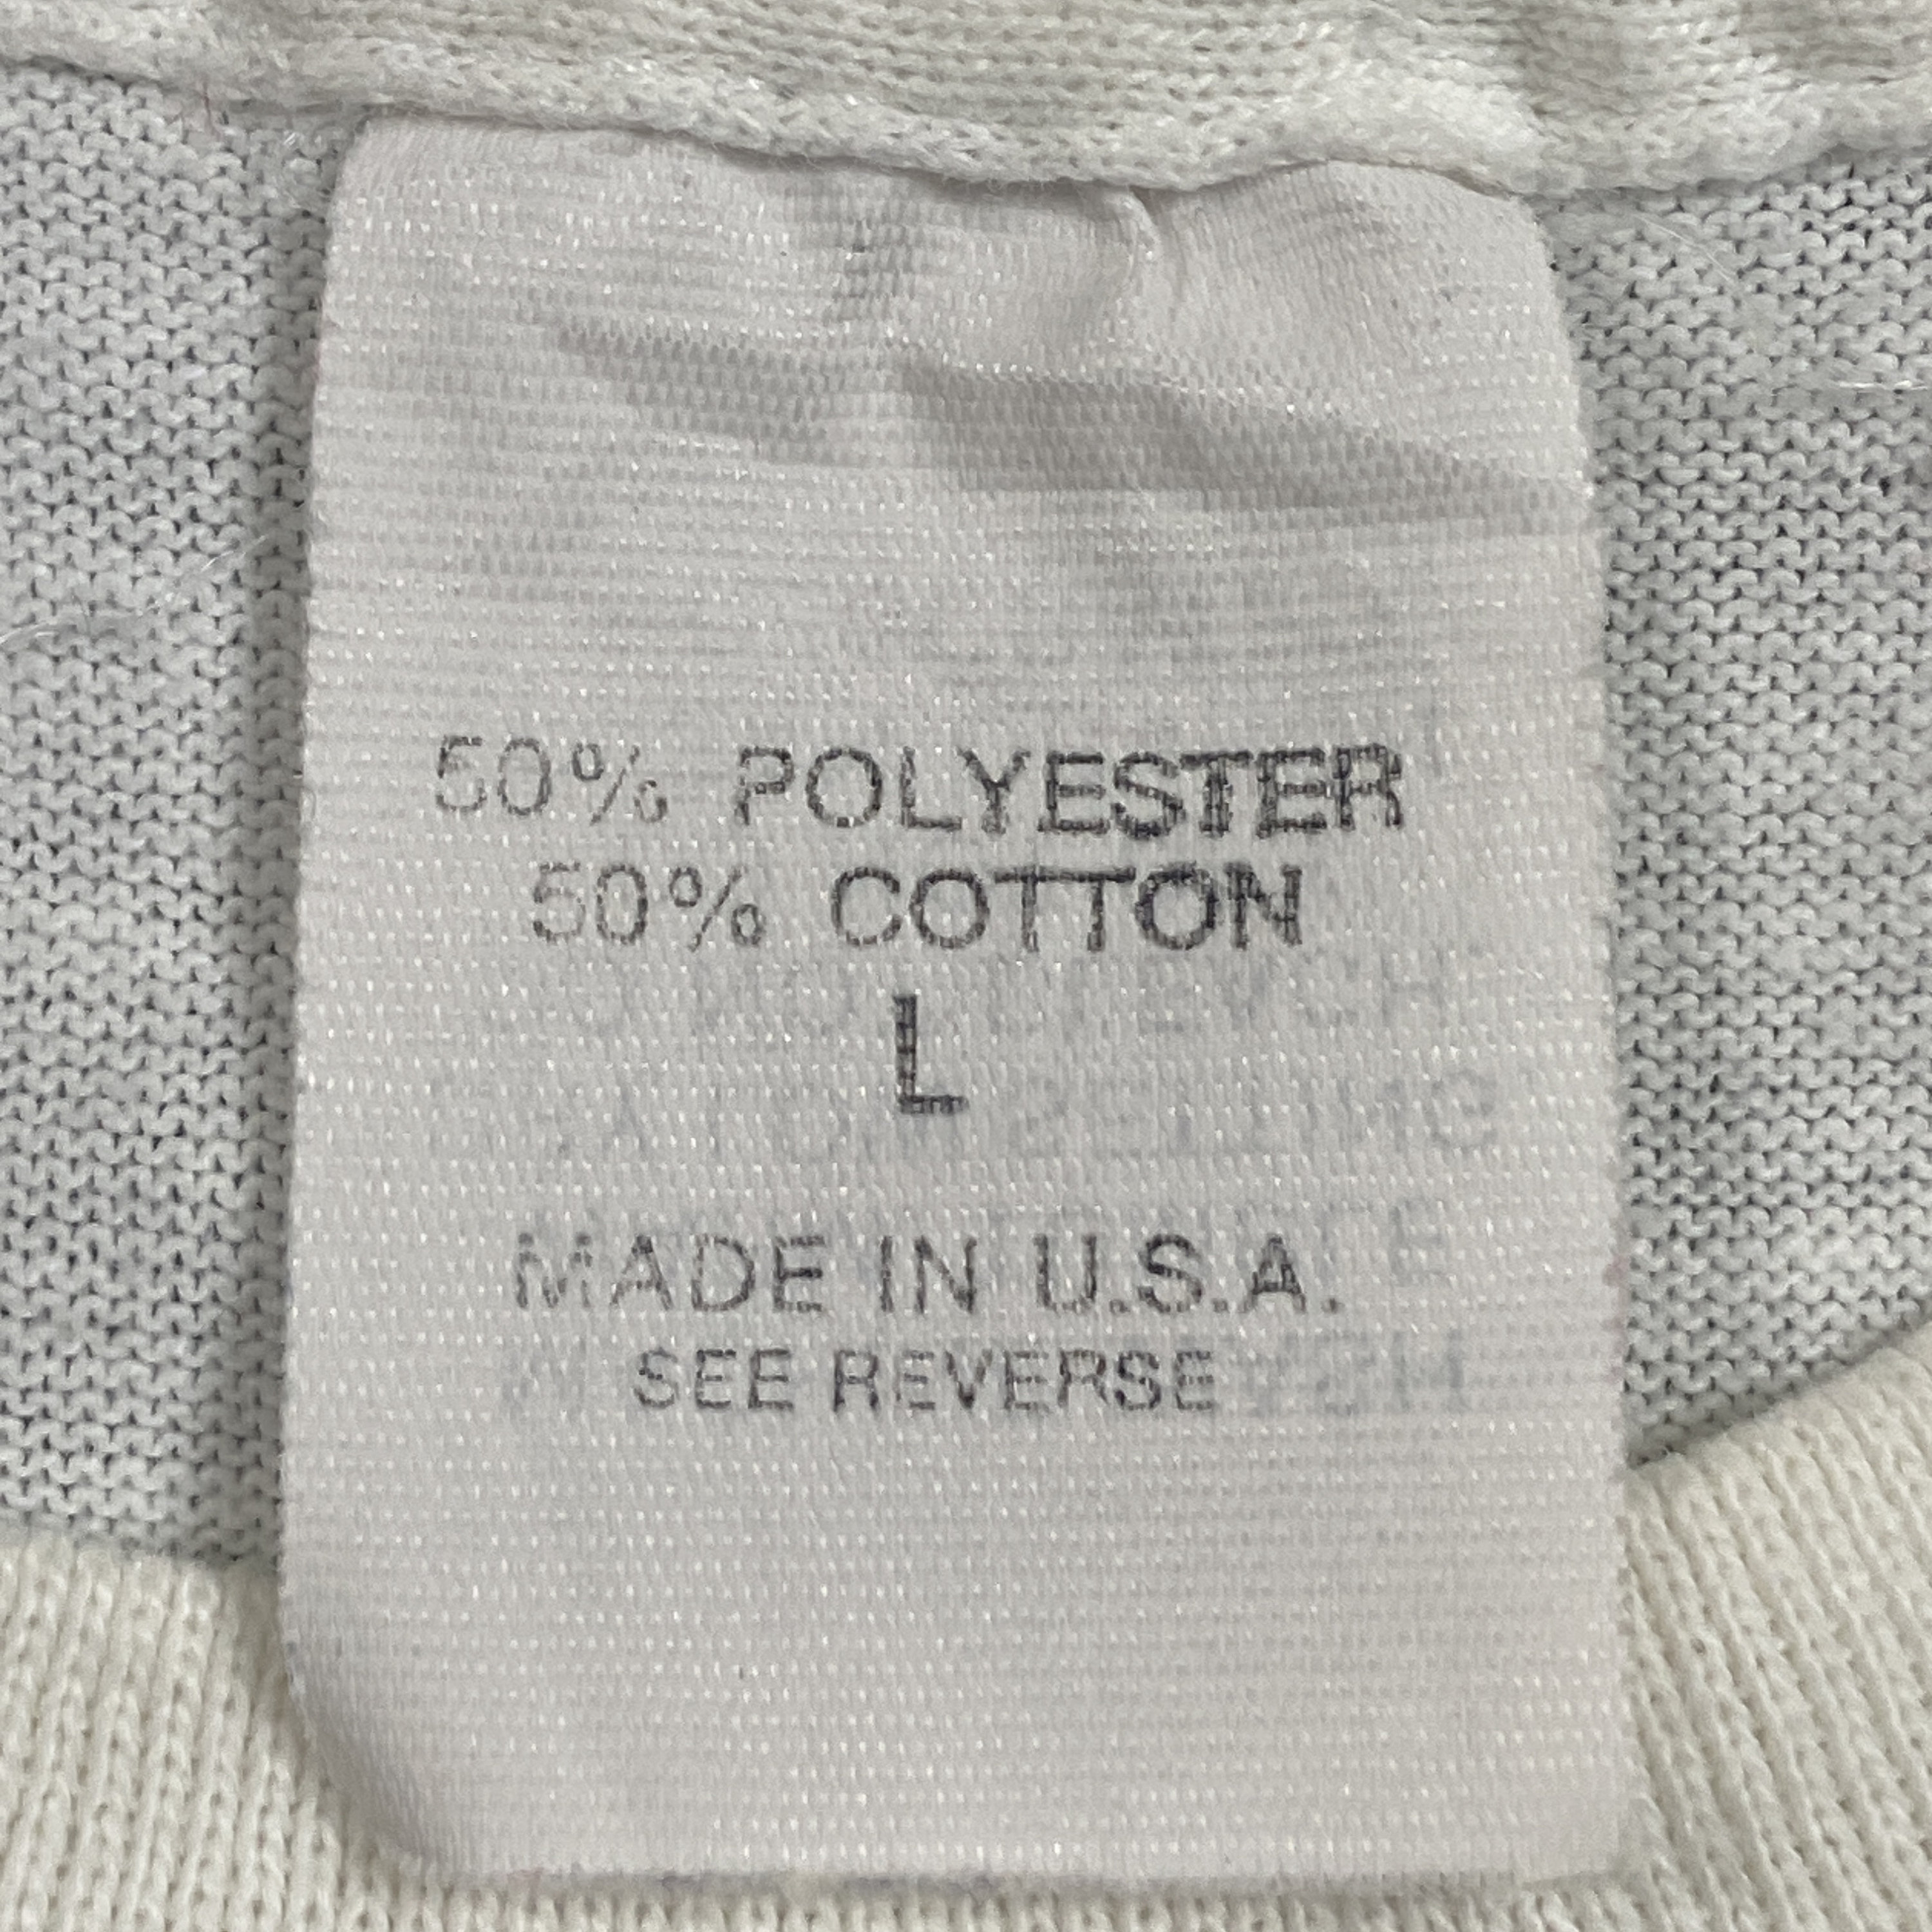 50% POLYESTER
50% COTTON
L
MADE IN U.S.A.
SEE REVERSE